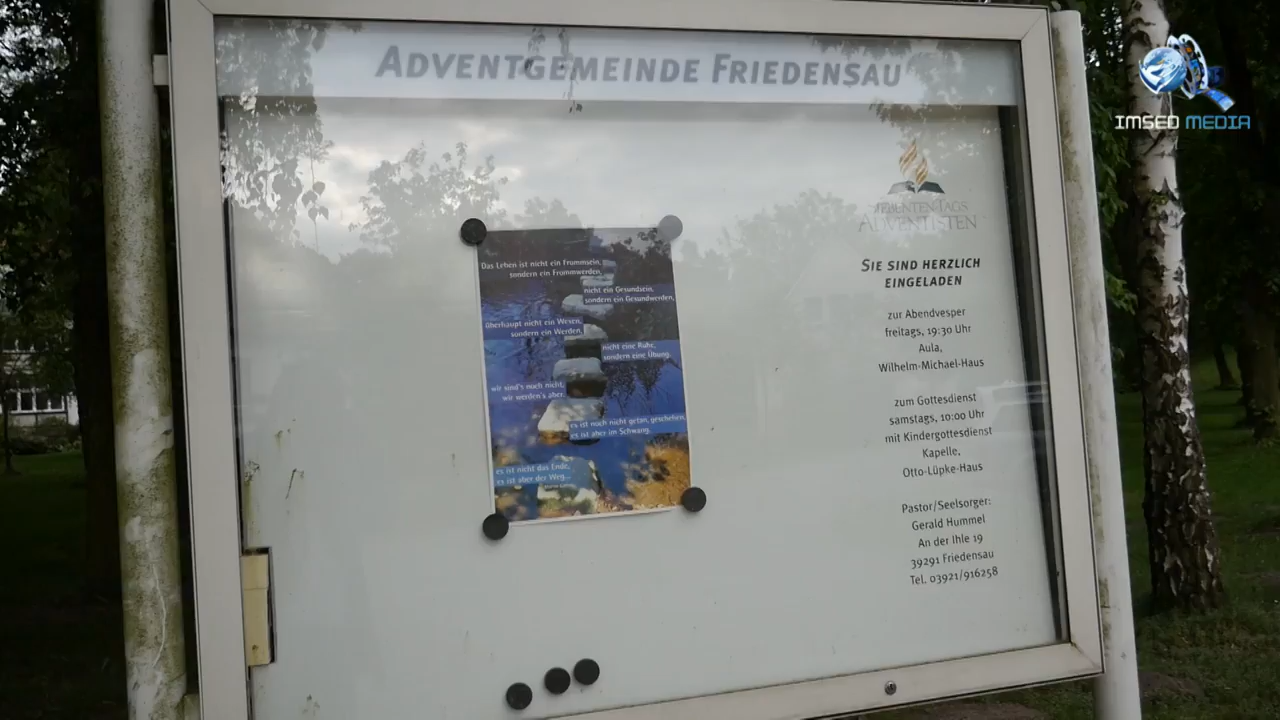 ADVENTGEMEINDE FRIEDENSAU
IMSED MEDIA
SIEBENTEN-TAGS
ADVENTISTEN
SIE SIND HERZLICH
EINGELADEN
zur Abendvesper
freitags, 19:30 Uhr
Aula,
Wilhelm-Michael-Haus
zum Gottesdienst
samstags, 10:00 Uhr
mit Kindergottesdienst
Kapelle,
Otto-Lüpke-Haus
Pastor/Seelsorger:
Gerald Hummel
An der Ihle 19
39291 Friedensau
Tel. 03921/916258
Das Leben ist nicht ein Frommsein,
sondern ein Frommwerden,
nicht ein Gesundsein,
sondern ein Gesundwerden,
überhaupt nicht ein Wesen,
sondern ein Werden,
nicht eine Ruhe,
sondern eine Übung.
wir sind's noch nicht,
wir werden's aber.
es ist noch nicht getan, geschehen,
es ist aber im Schwang.
es ist nicht das Ende,
es ist aber der Weg...